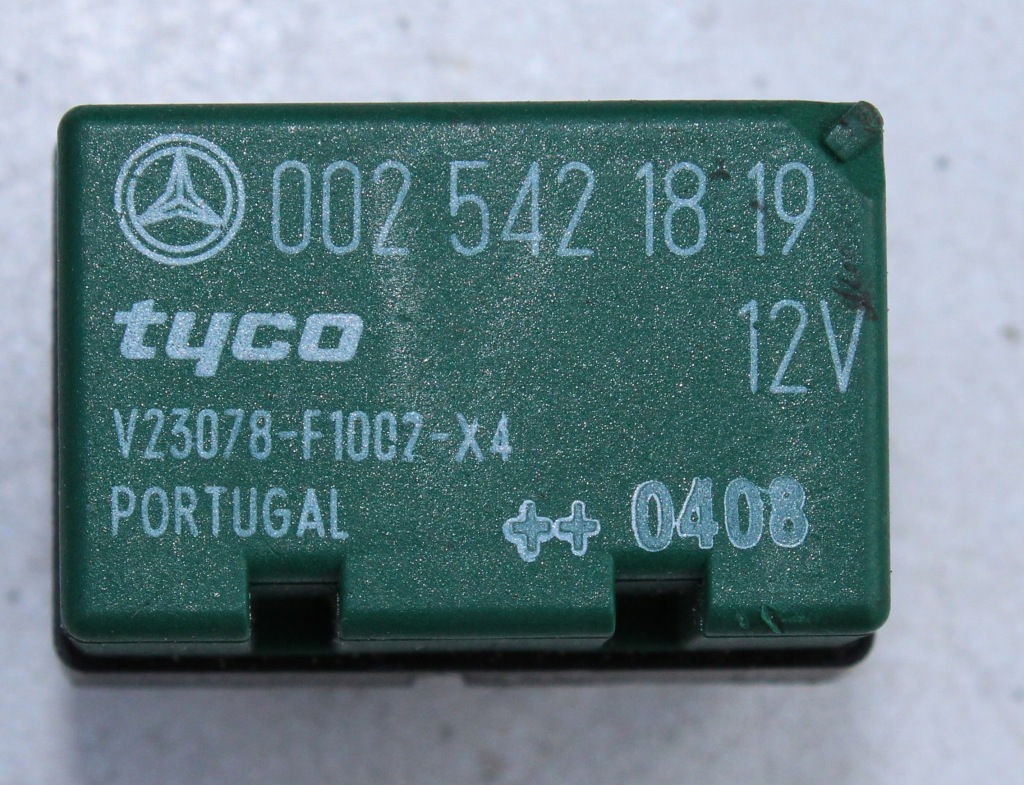 002 542 18 19
tyco
12V
V23078-F1002-X4
PORTUGAL ++ 0408